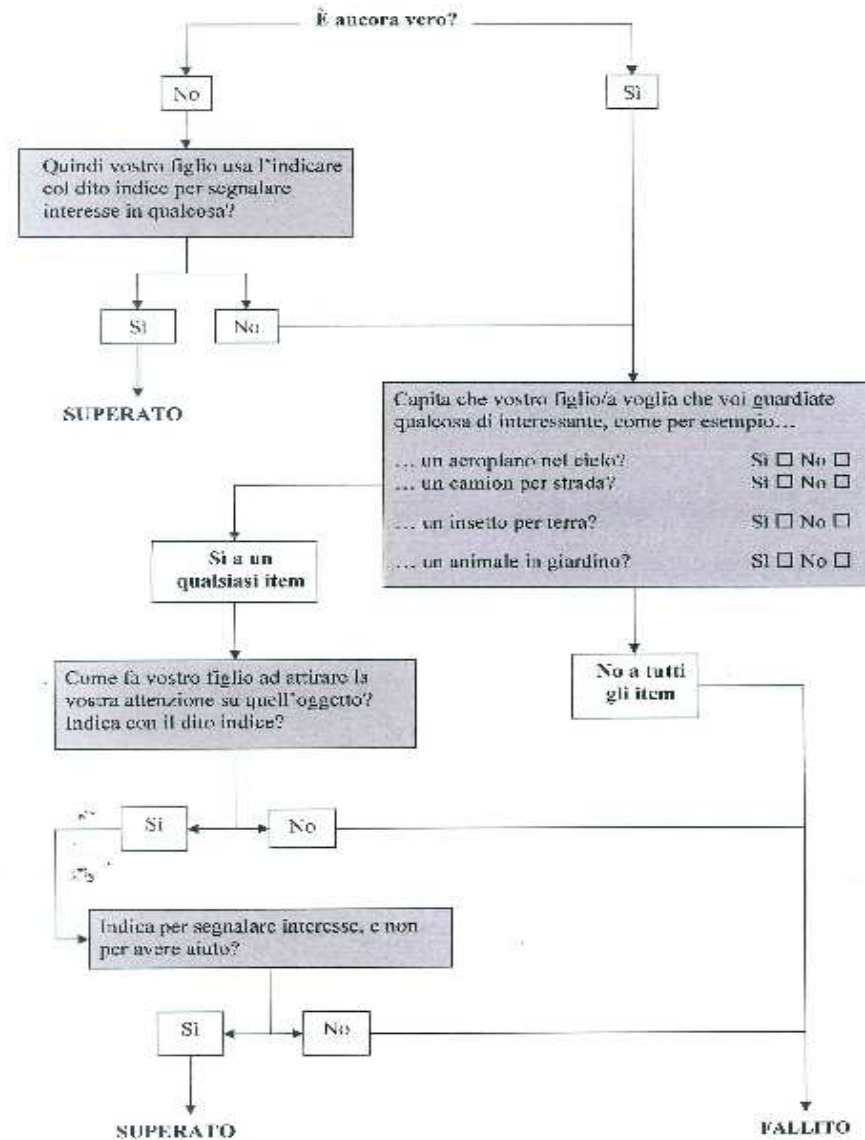 È ancora vero?
No
Sì
Quindi vostro figlio usa l'indicare
col dito indice per segnalare
interesse in qualcosa?
Sì
No
SUPERATO
Capita che vostro figlio/a voglia che voi guardiate
qualcosa di interessante, come per esempio…
… un aeroplano nel cielo? Sì ☐ No ☐
… un camion per strada? Sì ☐ No ☐
… un insetto per terra? Sì ☐ No ☐
… un animale in giardino? Sì ☐ No ☐
Sì a un
qualsiasi item
No a tutti
gli item
Come fa vostro figlio ad attirare la
vostra attenzione su quell'oggetto?
Indica con il dito indice?
Sì
No
Indica per segnalare interesse, e non
per avere aiuto?
Sì
No
SUPERATO
FALLITO